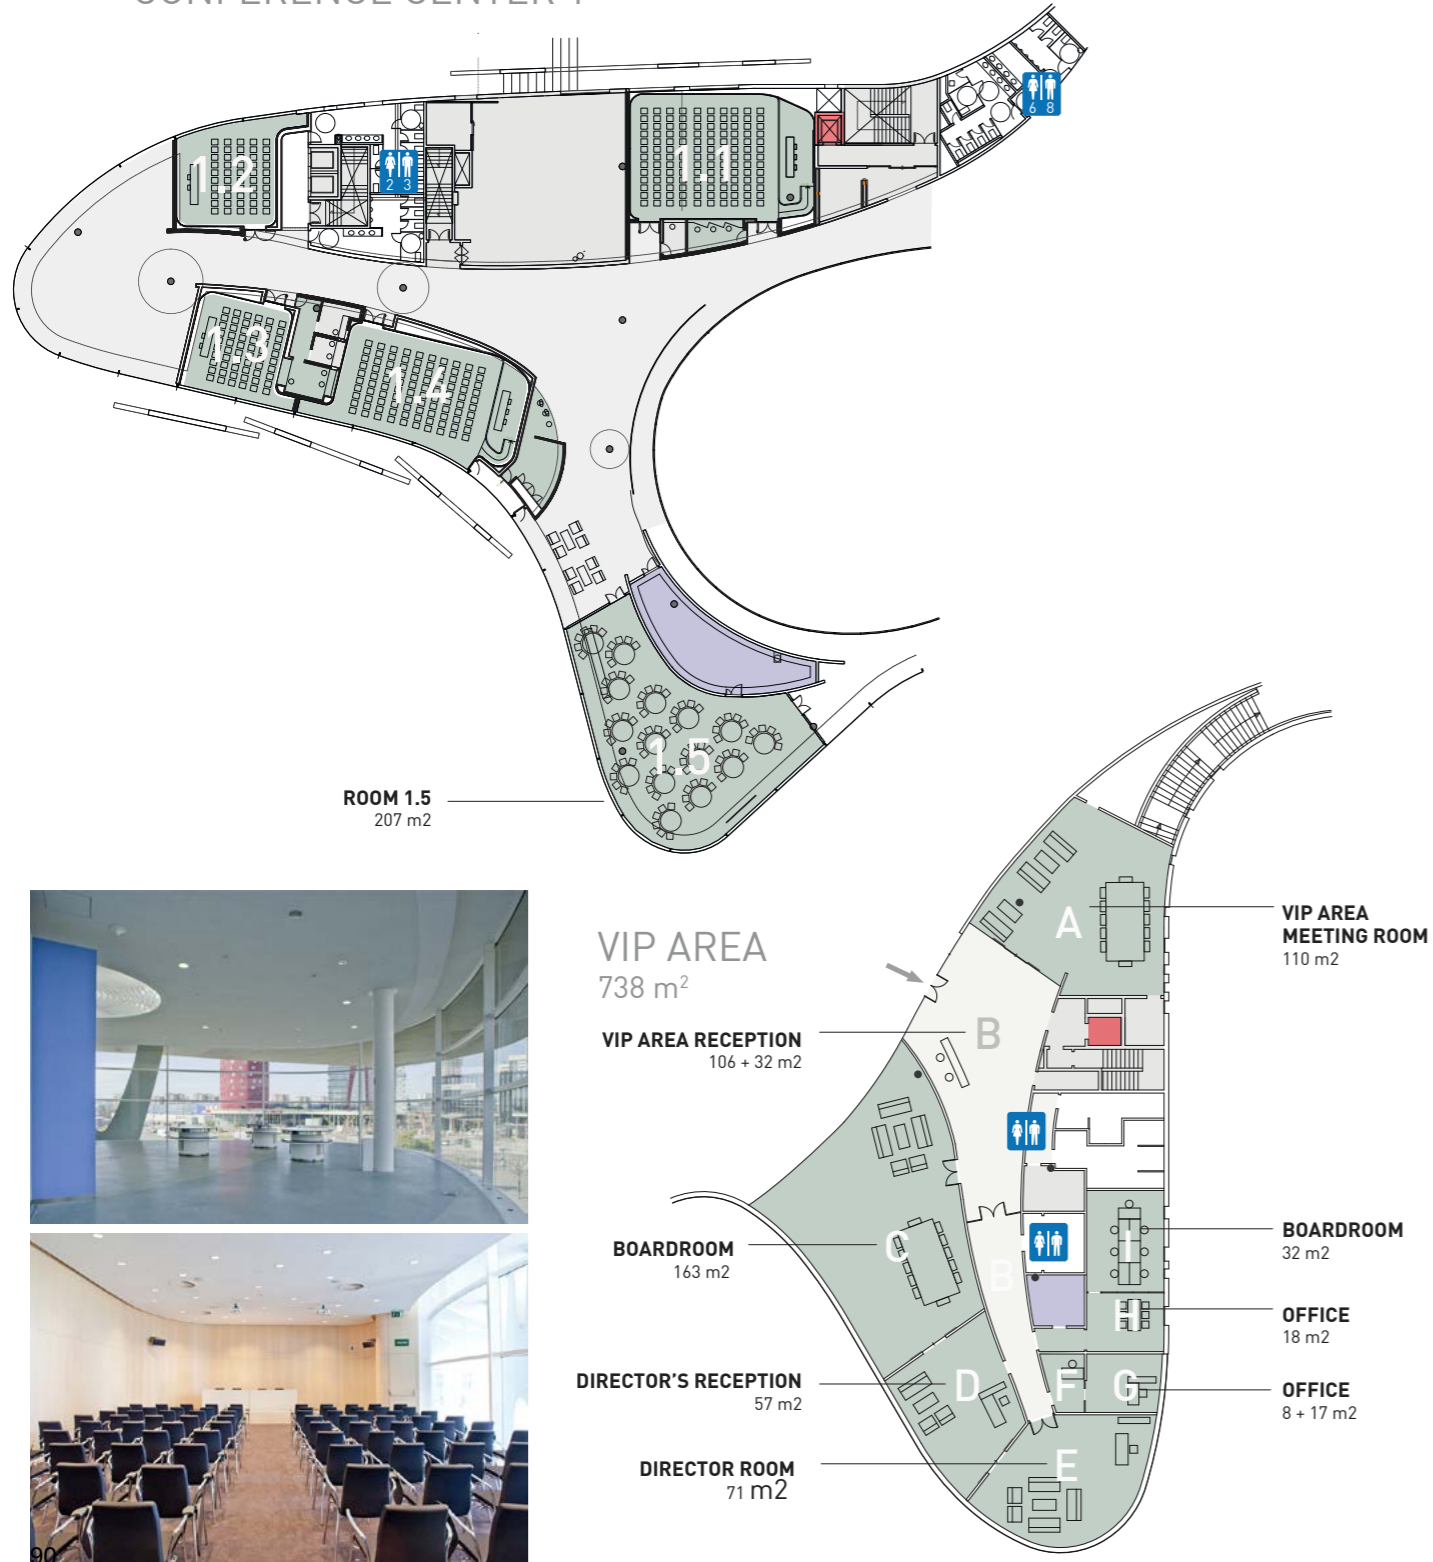 CONFERENCE CENTER 1
6 8
1.1
1.2
2 3
1.3
1.4
1.5
ROOM 1.5
207 m2
VIP AREA
738 m²
A
VIP AREA
MEETING ROOM
110 m2
B
VIP AREA RECEPTION
106 + 32 m2
C
BOARDROOM
163 m2
B
I
BOARDROOM
32 m2
H
OFFICE
18 m2
D
DIRECTOR'S RECEPTION
57 m2
F
G
OFFICE
8 + 17 m2
E
DIRECTOR ROOM
71 m2
90